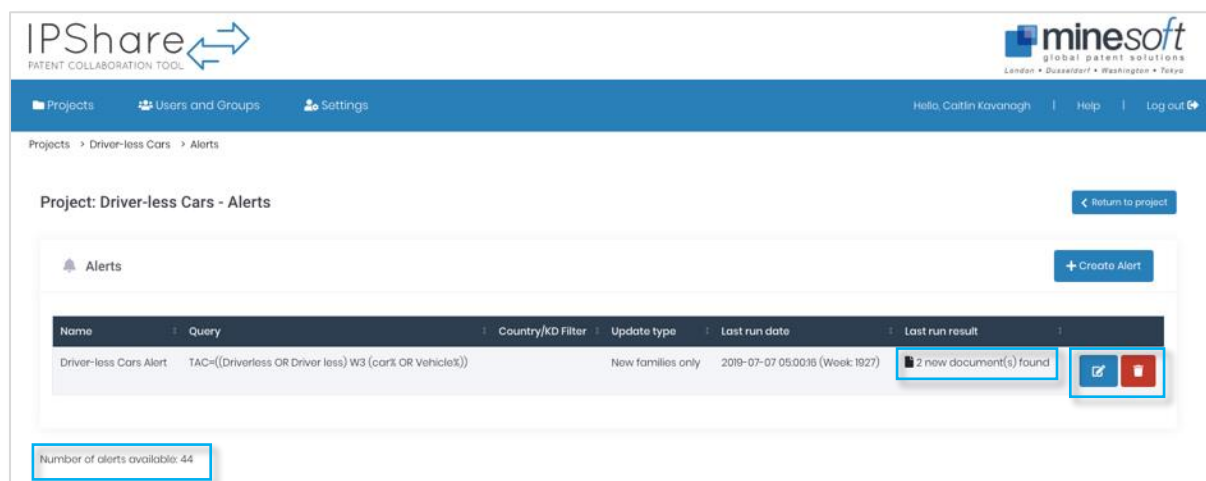 IPShare
PATENT COLLABORATION TOOL
minesoft
global patent solutions
London • Dusseldorf • Washington • Tokyo
Projects Users and Groups Settings Hello, Caitlin Kavanagh | Help | Log out
Projects > Driver-less Cars > Alerts
Project: Driver-less Cars - Alerts
Return to project
Alerts
+ Create Alert
Name Query Country/KD Filter Update type Last run date Last run result
Driver-less Cars Alert TAC=((Driverless OR Driver less) W3 (car% OR Vehicle%)) New families only 2019-07-07 05:00:16 (Week: 1927) 2 new document(s) found
Number of alerts available: 44